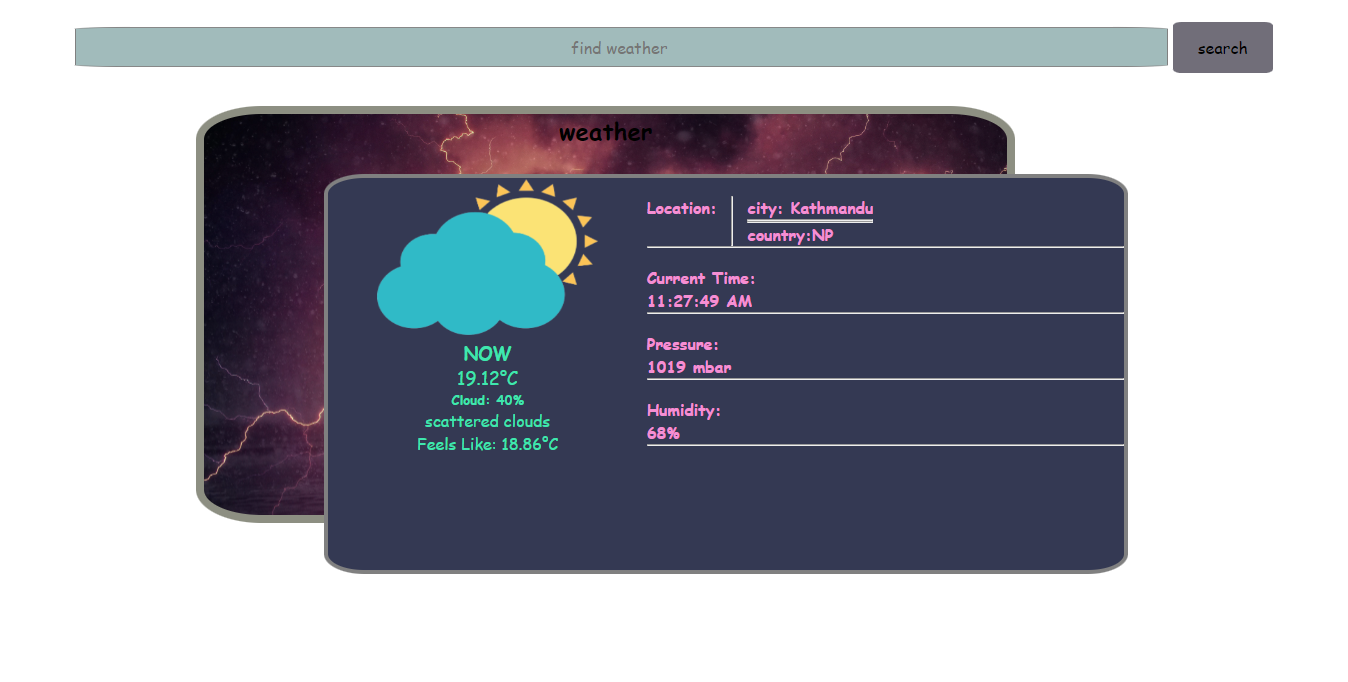 find weather
search
weather
NOW
19.12°C
Cloud: 40%
scattered clouds
Feels Like: 18.86°C
Location:
city: Kathmandu
country:NP
Current Time:
11:27:49 AM
Pressure:
1019 mbar
Humidity:
68%